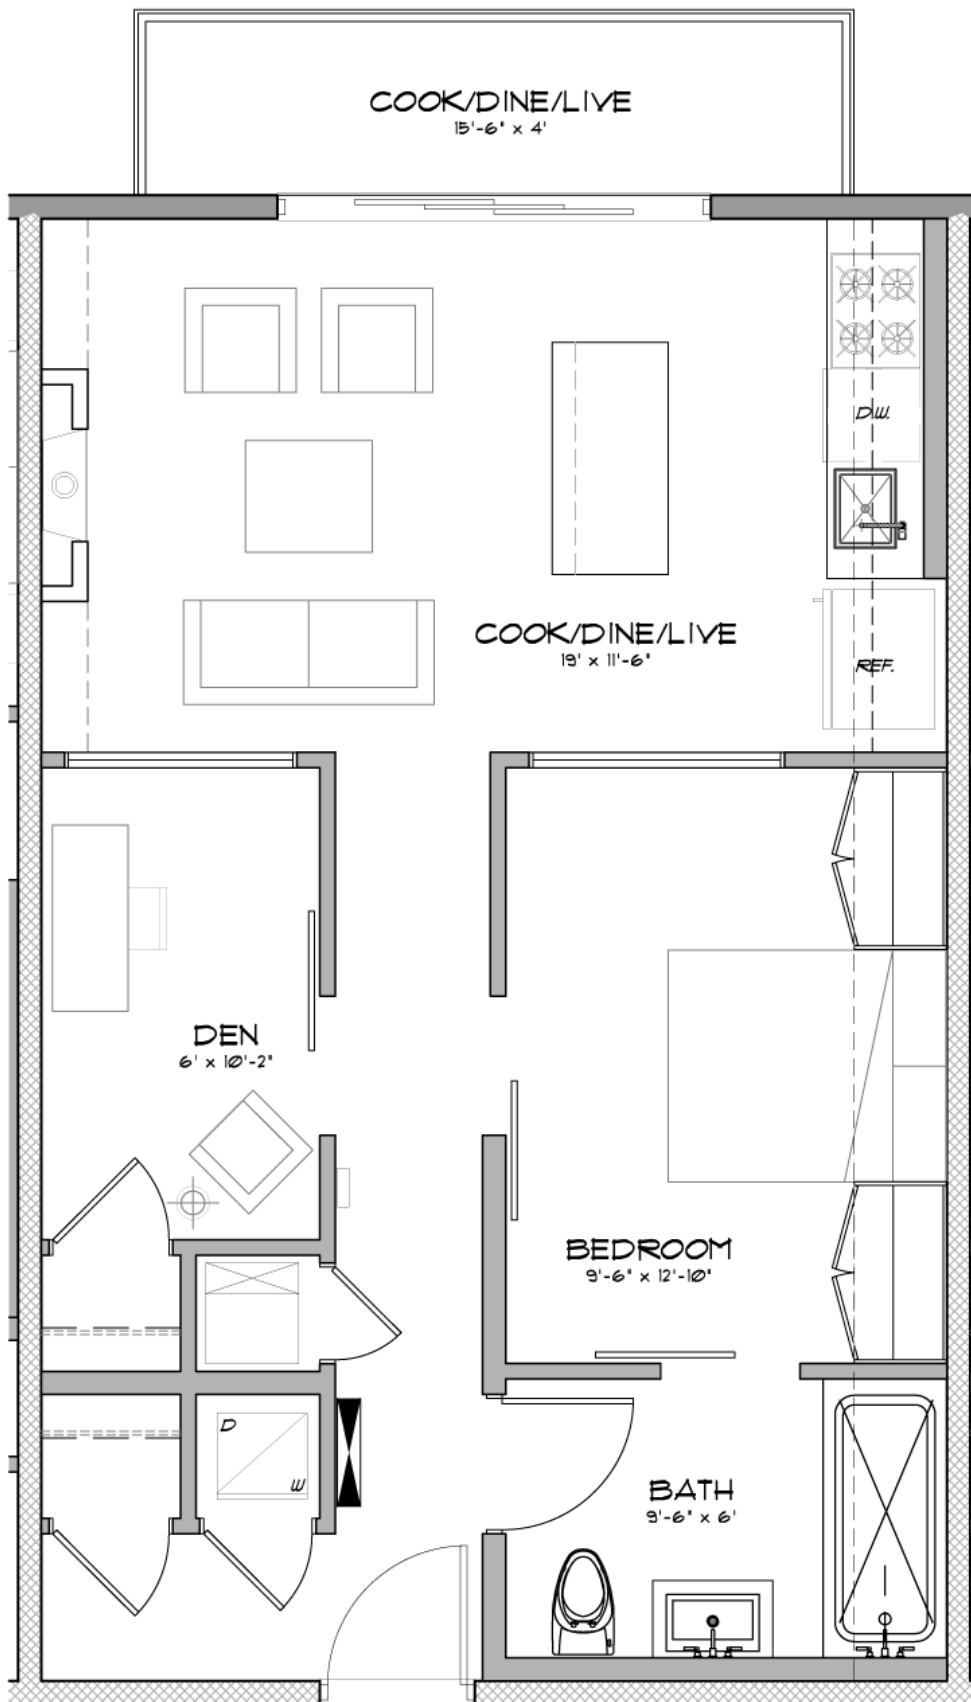 COOK/DINE/LIVE
15'-6" x 4'
D.W.
COOK/DINE/LIVE
19' x 11'-6"
REF.
DEN
6' x 10'-2"
BEDROOM
9'-6" x 12'-10"
D
W
BATH
9'-6" x 6'